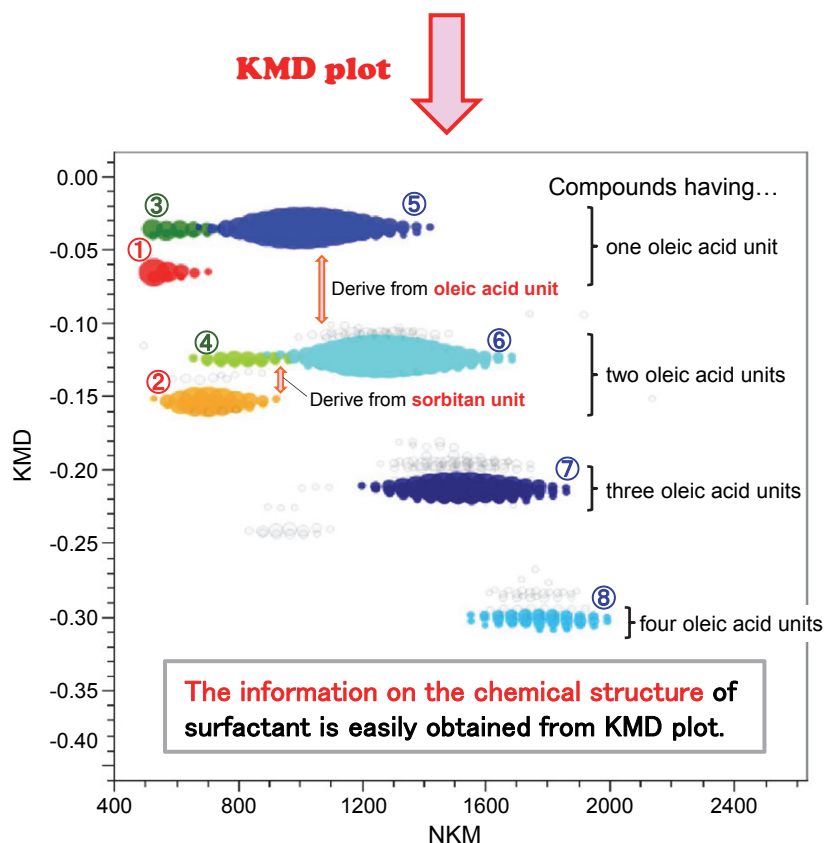 KMD plot
Compounds having…
0.00
-0.05
-0.10
-0.15
-0.20
-0.25
-0.30
-0.35
-0.40
KMD
③
⑤
①
one oleic acid unit
Derive from oleic acid unit
④
⑥
②
two oleic acid units
Derive from sorbitan unit
⑦
three oleic acid units
⑧
four oleic acid units
The information on the chemical structure of
surfactant is easily obtained from KMD plot.
400
800
1200
1600
2000
2400
NKM